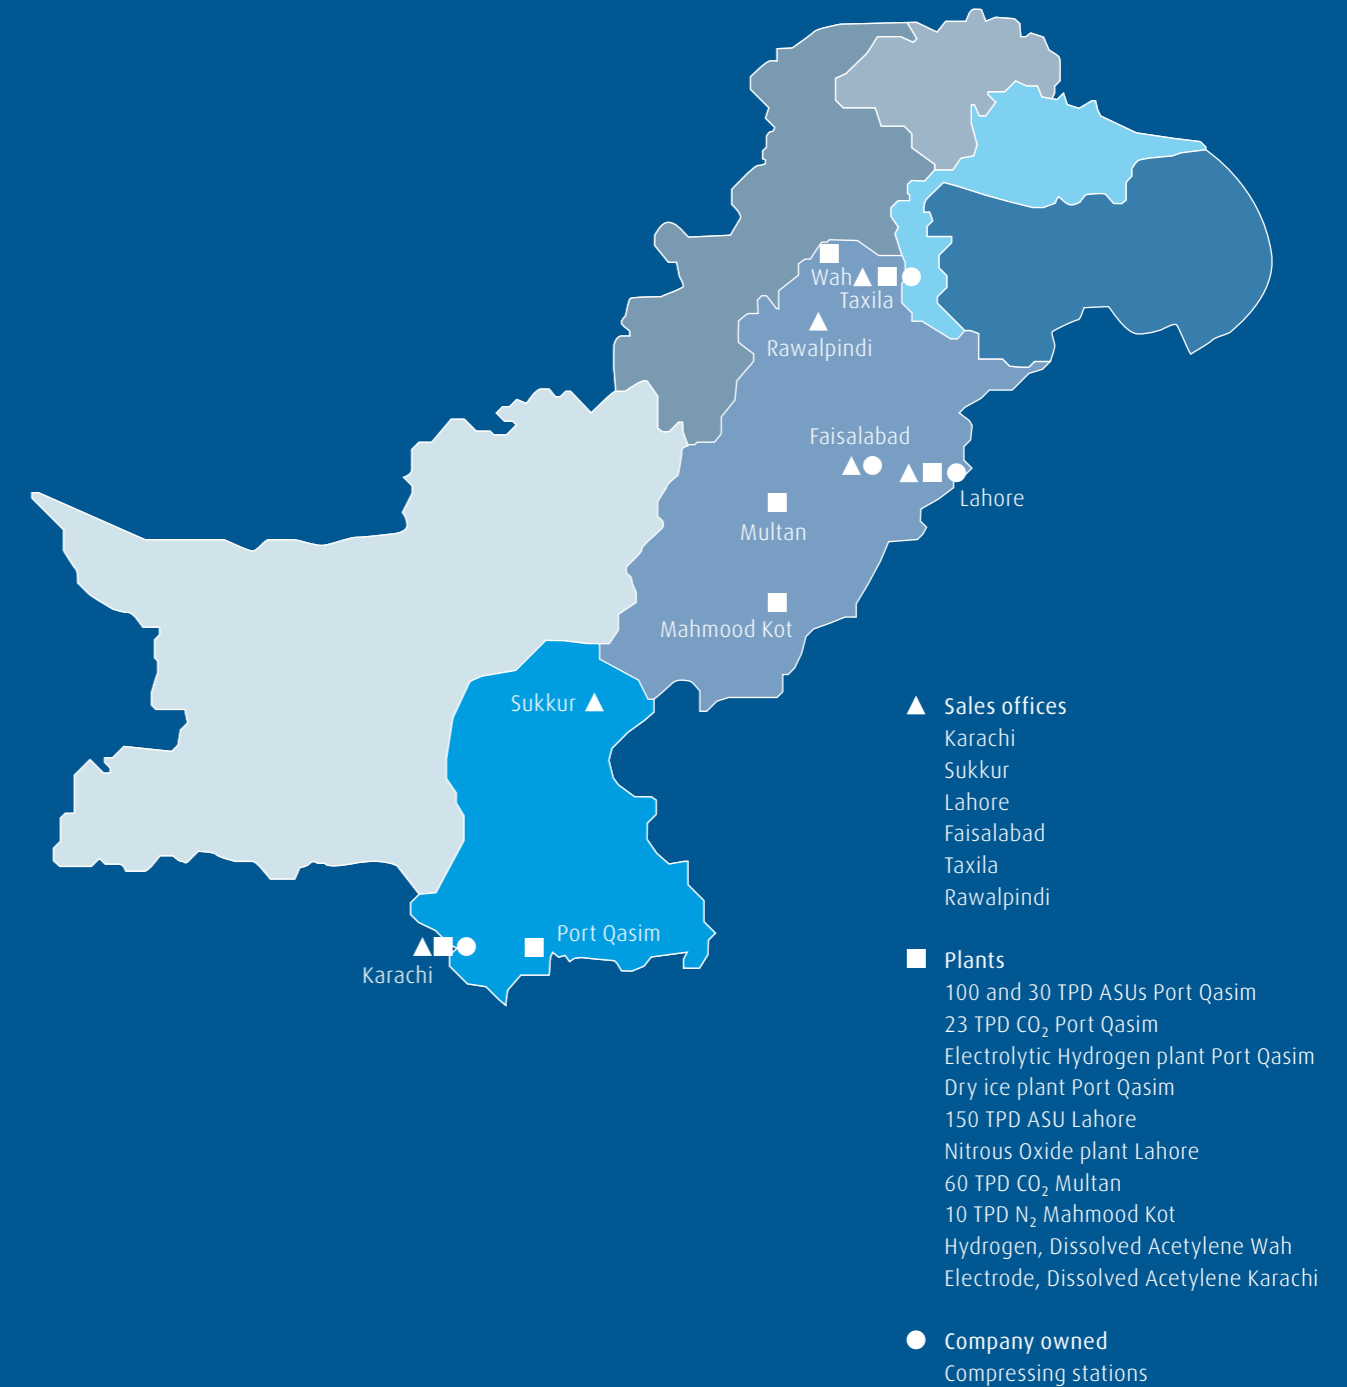 Wah
Taxila
Rawalpindi
Faisalabad
Lahore
Multan
Mahmood Kot
Sukkur
Port Qasim
Karachi
Sales offices
Karachi
Sukkur
Lahore
Faisalabad
Taxila
Rawalpindi
Plants
100 and 30 TPD ASUs Port Qasim
23 TPD CO₂ Port Qasim
Electrolytic Hydrogen plant Port Qasim
Dry ice plant Port Qasim
150 TPD ASU Lahore
Nitrous Oxide plant Lahore
60 TPD CO₂ Multan
10 TPD N₂ Mahmood Kot
Hydrogen, Dissolved Acetylene Wah
Electrode, Dissolved Acetylene Karachi
Company owned
Compressing stations